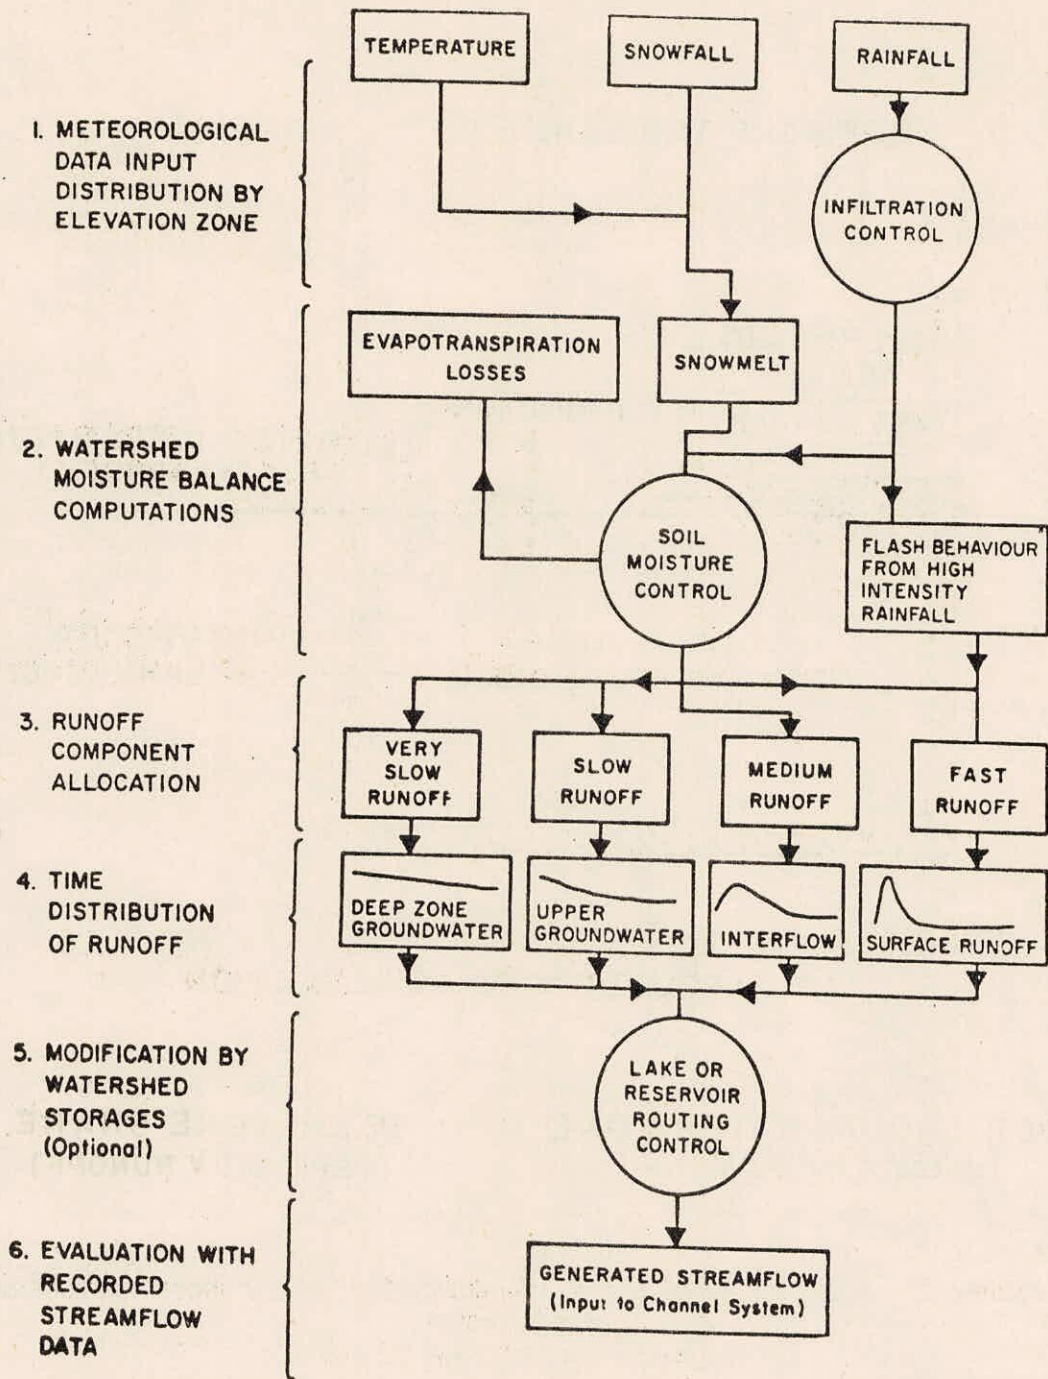 TEMPERATURE
SNOWFALL
RAINFALL
1. METEOROLOGICAL
DATA INPUT
DISTRIBUTION BY
ELEVATION ZONE
INFILTRATION
CONTROL
EVAPOTRANSPIRATION
LOSSES
SNOWMELT
2. WATERSHED
MOISTURE BALANCE
COMPUTATIONS
SOIL
MOISTURE
CONTROL
FLASH BEHAVIOUR
FROM HIGH
INTENSITY
RAINFALL
3. RUNOFF
COMPONENT
ALLOCATION
VERY
SLOW
RUNOFF
SLOW
RUNOFF
MEDIUM
RUNOFF
FAST
RUNOFF
4. TIME
DISTRIBUTION
OF RUNOFF
DEEP ZONE
GROUNDWATER
UPPER
GROUNDWATER
INTERFLOW
SURFACE RUNOFF
5. MODIFICATION BY
WATERSHED
STORAGES
(Optional)
LAKE OR
RESERVOIR
ROUTING
CONTROL
6. EVALUATION WITH
RECORDED
STREAMFLOW
DATA
GENERATED STREAMFLOW
(Input to Channel System)